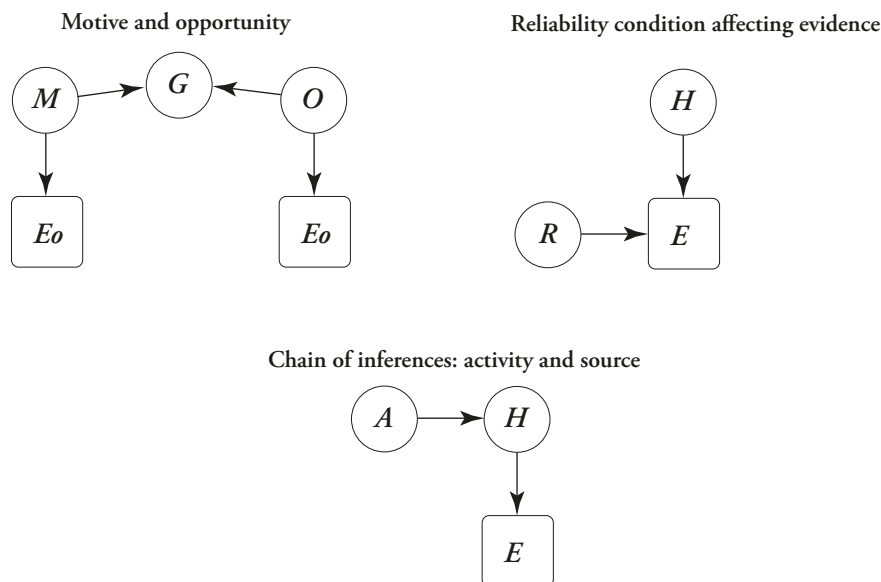 Motive and opportunity
M
G
O
Eo
Eo
Reliability condition affecting evidence
H
R
E
Chain of inferences: activity and source
A
H
E